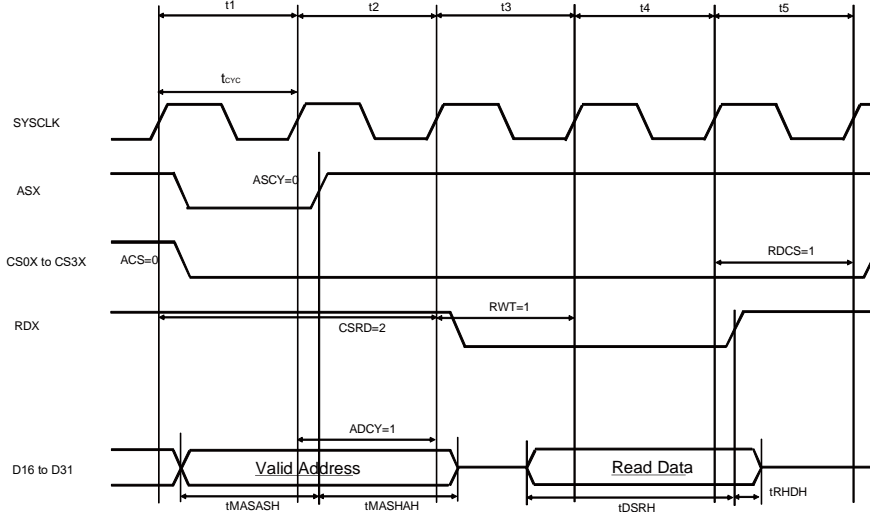 t1 t2 t3 t4 t5
tCYC
SYSCLK
ASCY=0
ASX
CS0X to CS3X ACS=0 RDCS=1
RWT=1
RDX
CSRD=2
ADCY=1
D16 to D31 Valid Address Read Data
tMASASH tMASHAH tDSRH tRHDH